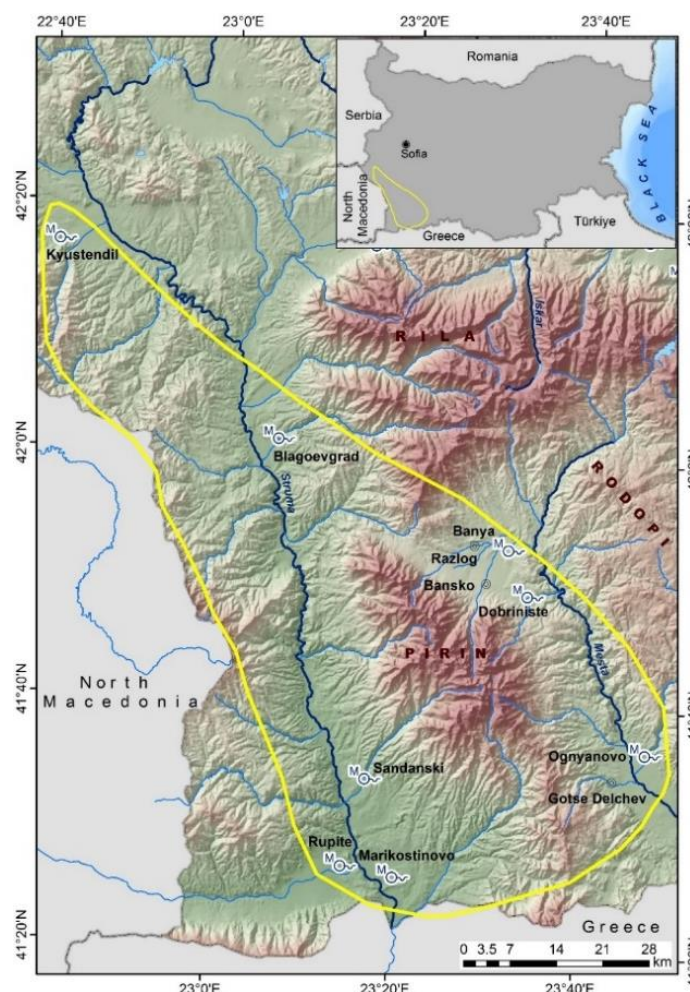 22°40'E
23°0'E
23°20'E
23°40'E
Romania
Serbia
Sofia
BLACK SEA
North
Macedonia
Türkiye
Greece
42°20'N
M
Kyustendil
RILA
Iskar
42°0'N
M
Blagoevgrad
Struma
RODOPI
Banya
M
Razlog
Bansko
M
Dobriniste
PIRIN
Mesta
North
Macedonia
41°40'N
Ognyanovo
M
M
Sandanski
Gotse Delchev
Rupite
M
Marikostinovo
M
41°20'N
Greece
0 3.5 7 14 21 28
km
23°0'E
23°20'E
23°40'E